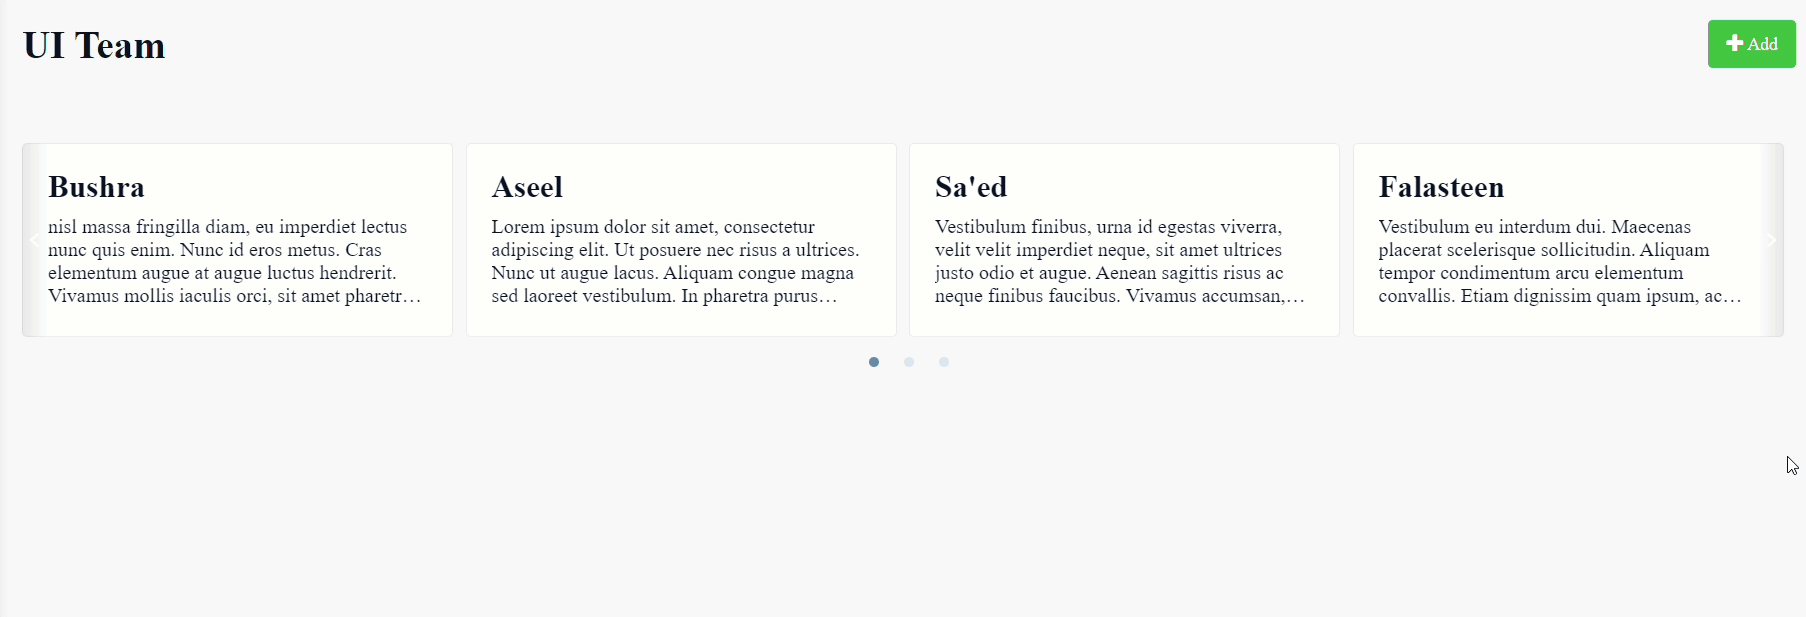 UI Team
Add
Bushra
nisl massa fringilla diam, eu imperdiet lectus
nunc quis enim. Nunc id eros metus. Cras
elementum augue at augue luctus hendrerit.
Vivamus mollis iaculis orci, sit amet pharetr…
Aseel
Lorem ipsum dolor sit amet, consectetur
adipiscing elit. Ut posuere nec risus a ultrices.
Nunc ut augue lacus. Aliquam congue magna
sed laoreet vestibulum. In pharetra purus…
Sa'ed
Vestibulum finibus, urna id egestas viverra,
velit velit imperdiet neque, sit amet ultrices
justo odio et augue. Aenean sagittis risus ac
neque finibus faucibus. Vivamus accumsan,…
Falasteen
Vestibulum eu interdum dui. Maecenas
placerat scelerisque sollicitudin. Aliquam
tempor condimentum arcu elementum
convallis. Etiam dignissim quam ipsum, ac…